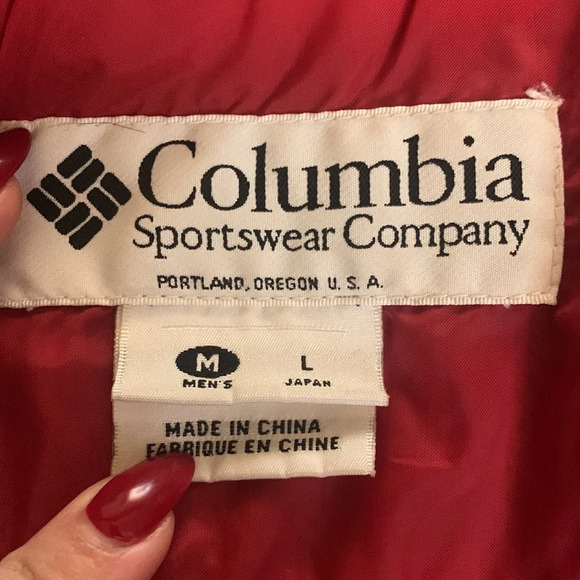 Columbia
Sportswear Company
PORTLAND, OREGON U. S. A.
M L
MEN'S JAPAN
MADE IN CHINA
FABRIQUE EN CHINE